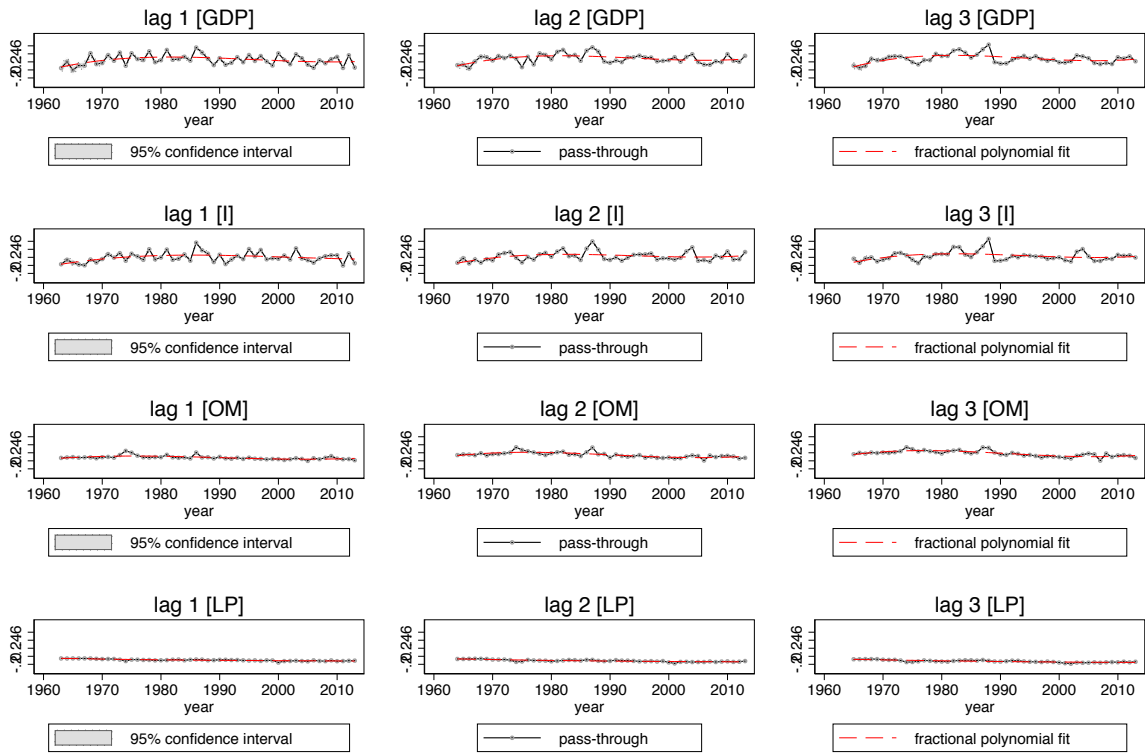 lag 1 [GDP]
lag 2 [GDP]
lag 3 [GDP]
1960 1970 1980 1990 2000 2010
1960 1970 1980 1990 2000 2010
1960 1970 1980 1990 2000 2010
year
year
year
95% confidence interval
pass-through
fractional polynomial fit
lag 1 [I]
lag 2 [I]
lag 3 [I]
1960 1970 1980 1990 2000 2010
1960 1970 1980 1990 2000 2010
1960 1970 1980 1990 2000 2010
year
year
year
95% confidence interval
pass-through
fractional polynomial fit
lag 1 [OM]
lag 2 [OM]
lag 3 [OM]
1960 1970 1980 1990 2000 2010
1960 1970 1980 1990 2000 2010
1960 1970 1980 1990 2000 2010
year
year
year
95% confidence interval
pass-through
fractional polynomial fit
lag 1 [LP]
lag 2 [LP]
lag 3 [LP]
1960 1970 1980 1990 2000 2010
1960 1970 1980 1990 2000 2010
1960 1970 1980 1990 2000 2010
year
year
year
95% confidence interval
pass-through
fractional polynomial fit